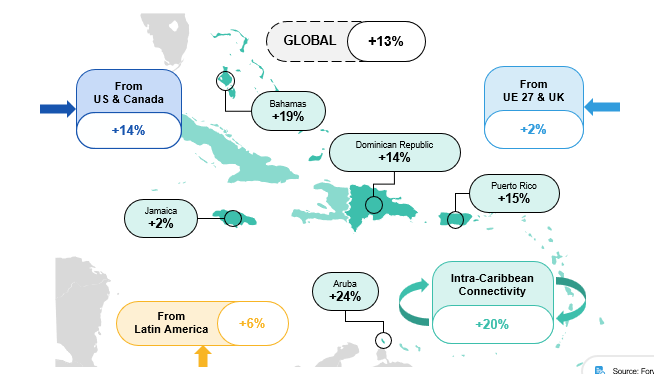 GLOBAL +13%
From
US & Canada
+14%
Bahamas
+19%
From
UE 27 & UK
+2%
Dominican Republic
+14%
Puerto Rico
+15%
Jamaica
+2%
Aruba
+24%
Intra-Caribbean
Connectivity
+20%
From
Latin America
+6%
Source: